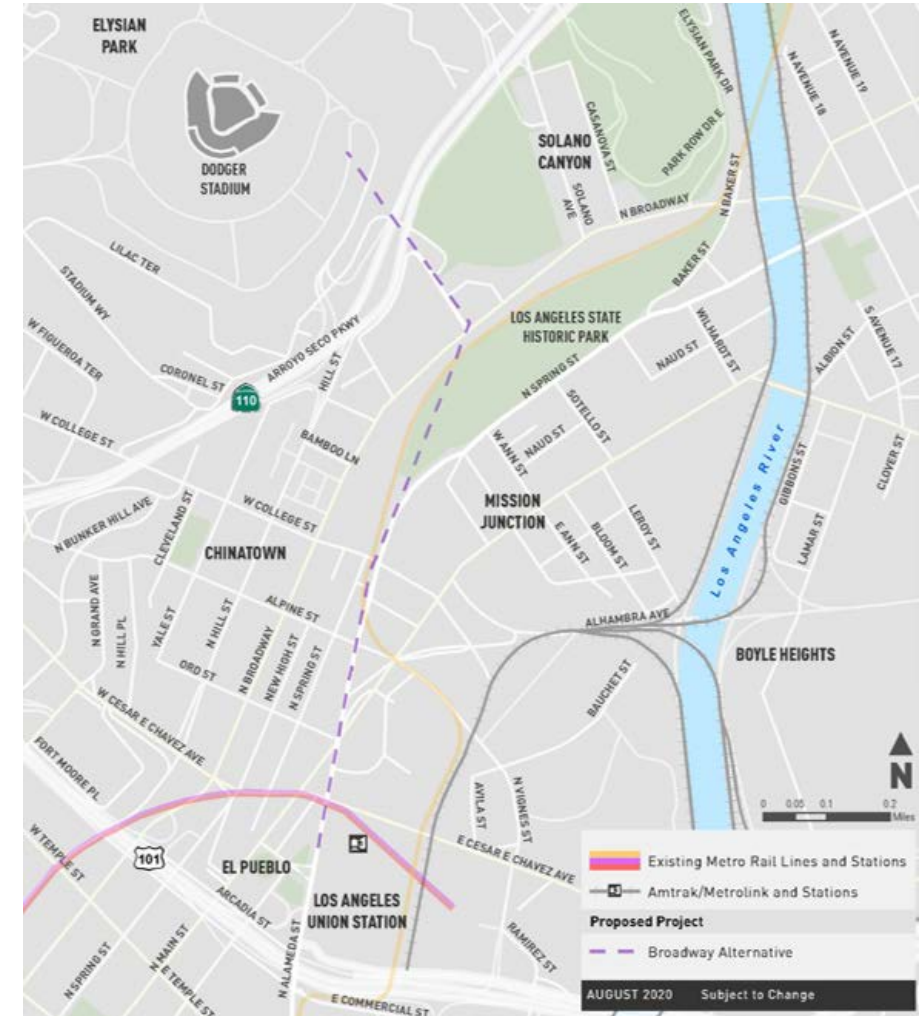 ELYSIAN
PARK
DODGER
STADIUM
SOLANO
CANYON
CASANOVA ST
SOLANO
AVE
ELYSIAN PARK DR
PARK ROW DR E
N BROADWAY
N BAKER ST
BAKER ST
N AVENUE 18
N AVENUE 19
LILAC TER
STADIUM WY
W FIGUEROA TER
CORONEL ST
ARROYO SECO PKWY
110
HILL ST
W COLLEGE ST
BAMBOO LN
LOS ANGELES STATE
HISTORIC PARK
N SPRING ST
NAUD ST
WILHARDT ST
ALBION ST
S AVENUE 17
SOTELLO ST
NAUD ST
W ANN ST
MISSION
JUNCTION
E ANN ST
BLOOM ST
LEROY ST
Los Angeles River
GIBBONS ST
LAMAR ST
CLOVER ST
N BUNKER HILL AVE
CLEVELAND ST
W COLLEGE ST
CHINATOWN
N GRAND AVE
N HILL PL
YALE ST
N HILL ST
ALPINE ST
ORD ST
N BROADWAY
NEW HIGH ST
N SPRING ST
ALHAMBRA AVE
BOYLE HEIGHTS
BAUCHET ST
W CESAR E CHAVEZ AVE
FORT MOORE PL
W TEMPLE ST
101
EL PUEBLO
ARCADIA ST
LOS ANGELES
UNION STATION
AVILA ST
N VIGNES ST
E CESAR E CHAVEZ AVE
RAMIREZ ST
N SPRING ST
N MAIN ST
E TEMPLE ST
N ALAMEDA ST
E COMMERCIAL ST
N
0 0.05 0.1 0.2
Miles
Existing Metro Rail Lines and Stations
Amtrak/Metrolink and Stations
Proposed Project
Broadway Alternative
AUGUST 2020 Subject to Change